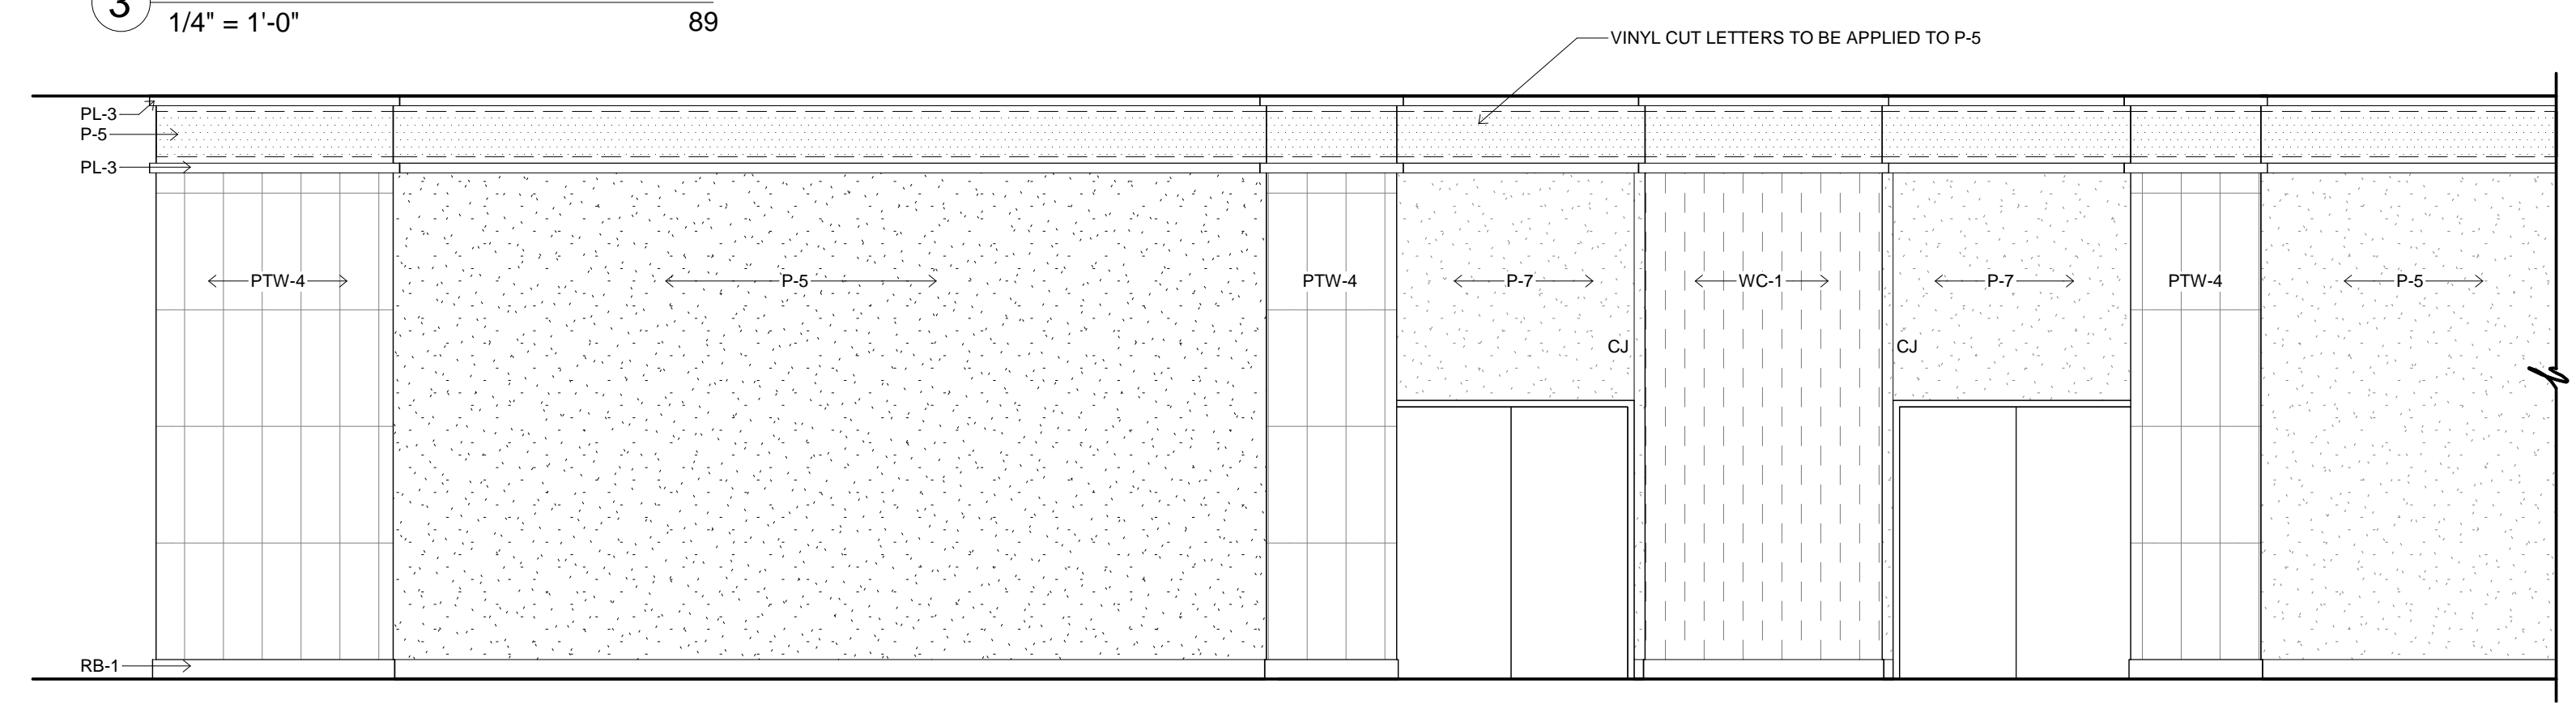 3
1/4" = 1'-0" 89
VINYL CUT LETTERS TO BE APPLIED TO P-5
PL-3
P-5
PL-3
PTW-4 P-5 PTW-4 P-7 WC-1 P-7 PTW-4 P-5
CJ CJ
RB-1